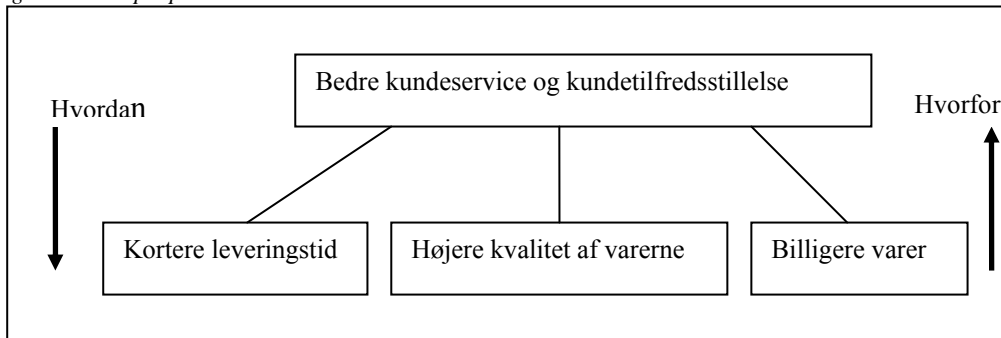 Bedre kundeservice og kundetilfredsstillelse
Hvordan
Hvorfor
Kortere leveringstid
Højere kvalitet af varerne
Billigere varer